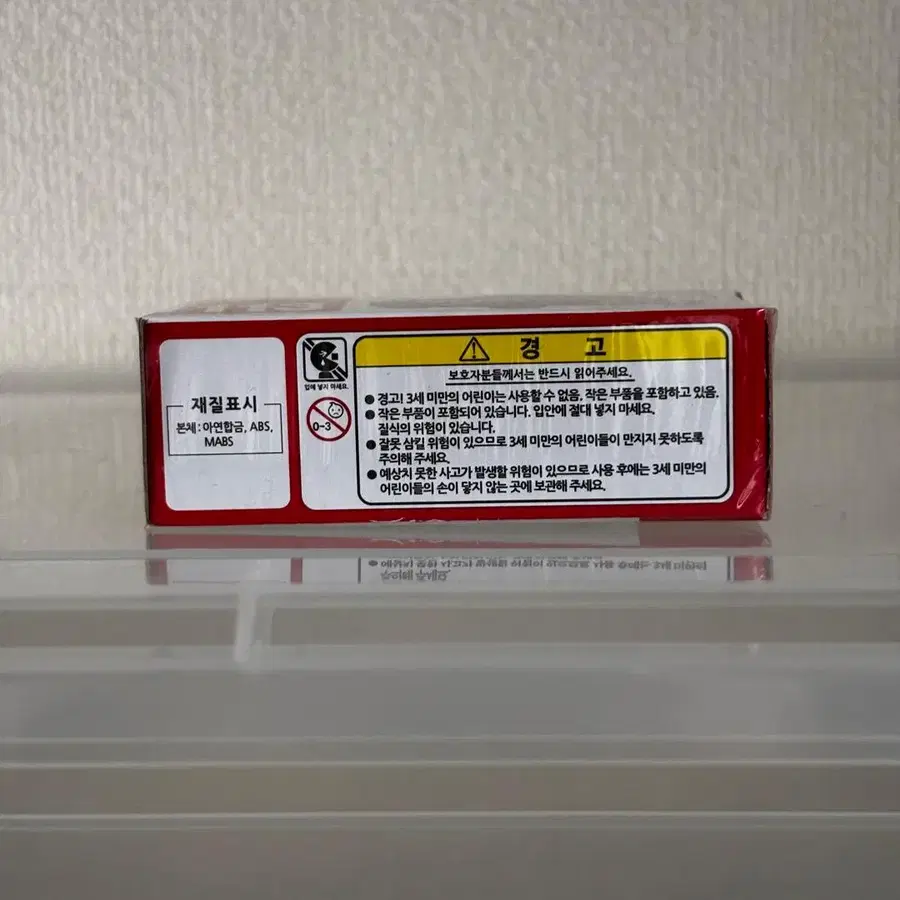 재질표시
본체 : 아연합금, ABS,
MABS
입에 넣지 마세요.
0-3
경 고
보호자분들께서는 반드시 읽어주세요.
● 경고! 3세 미만의 어린이는 사용할 수 없음, 작은 부품을 포함하고 있음.
● 작은 부품이 포함되어 있습니다. 입안에 절대 넣지 마세요.
질식의 위험이 있습니다.
● 잘못 삼킬 위험이 있으므로 3세 미만의 어린이들이 만지지 못하도록
주의해 주세요.
● 예상치 못한 사고가 발생할 위험이 있으므로 사용 후에는 3세 미만의
어린이들의 손이 닿지 않는 곳에 보관해 주세요.